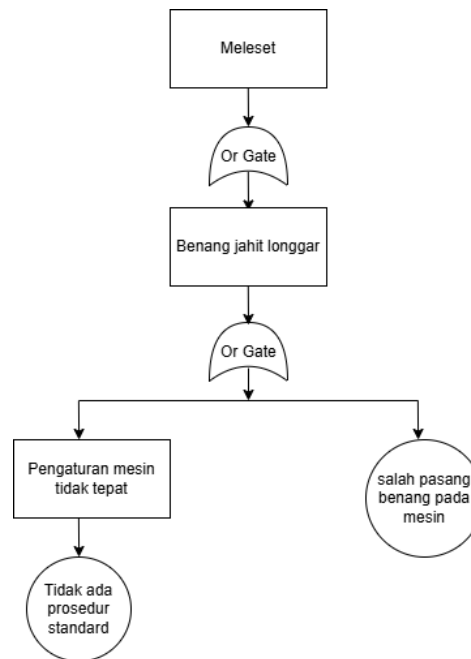 Meleset
Or Gate
Benang jahit longgar
Or Gate
Pengaturan mesin
tidak tepat
salah pasang
benang pada
mesin
Tidak ada
prosedur
standard